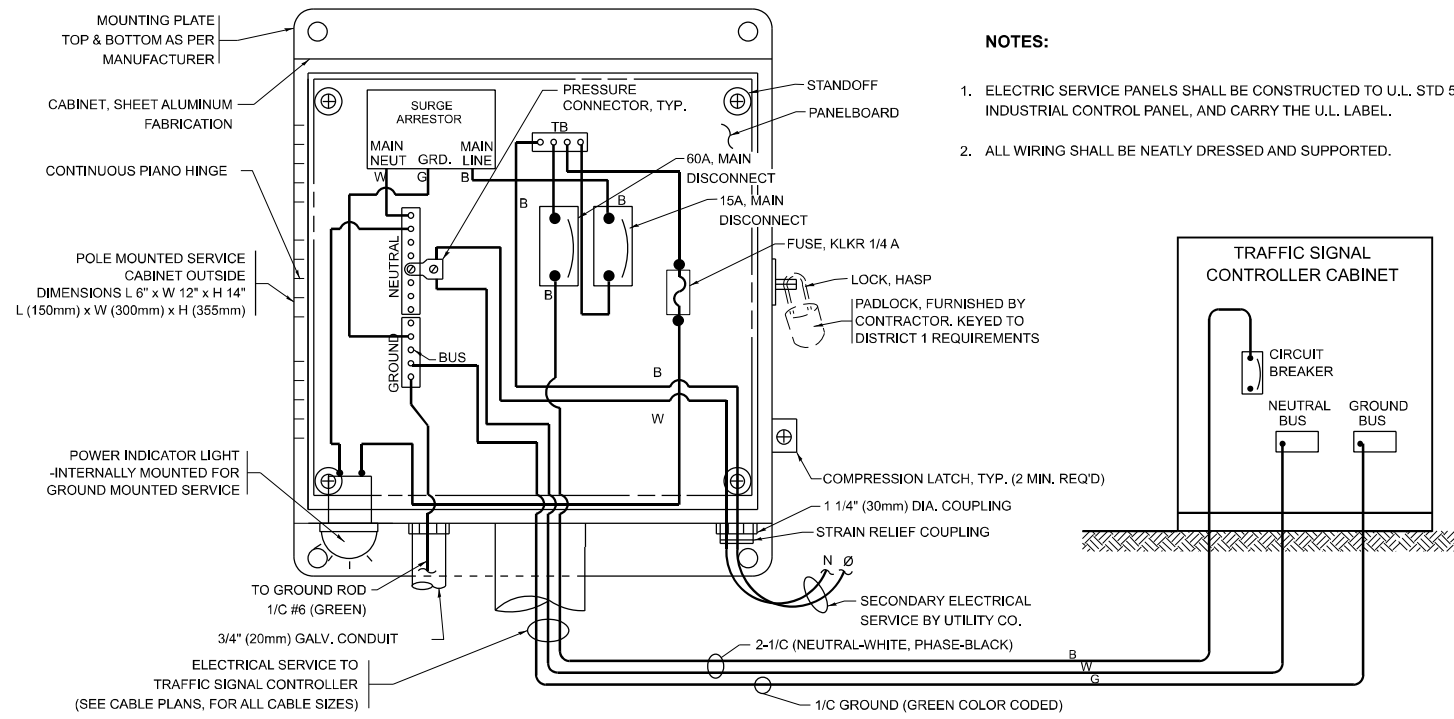 MOUNTING PLATE
TOP & BOTTOM AS PER
MANUFACTURER
CABINET, SHEET ALUMINUM
FABRICATION
CONTINUOUS PIANO HINGE
POLE MOUNTED SERVICE
CABINET OUTSIDE
DIMENSIONS L 6" x W 12" x H 14"
L (150mm) x W (300mm) x H (355mm)
POWER INDICATOR LIGHT
-INTERNALLY MOUNTED FOR
GROUND MOUNTED SERVICE
SURGE
ARRESTOR
MAIN
NEUT
GRD.
MAIN
LINE
W
G
B
PRESSURE
CONNECTOR, TYP.
TB
STANDOFF
PANELBOARD
60A, MAIN
DISCONNECT
15A, MAIN
DISCONNECT
B
B
B
FUSE, KLKR 1/4 A
NEUTRAL
GROUND
BUS
B
W
LOCK, HASP
PADLOCK, FURNISHED BY
CONTRACTOR. KEYED TO
DISTRICT 1 REQUIREMENTS
COMPRESSION LATCH, TYP. (2 MIN. REQ'D)
1 1/4" (30mm) DIA. COUPLING
STRAIN RELIEF COUPLING
N Ø
SECONDARY ELECTRICAL
SERVICE BY UTILITY CO.
TO GROUND ROD
1/C #6 (GREEN)
3/4" (20mm) GALV. CONDUIT
ELECTRICAL SERVICE TO
TRAFFIC SIGNAL CONTROLLER
(SEE CABLE PLANS, FOR ALL CABLE SIZES)
2-1/C (NEUTRAL-WHITE, PHASE-BLACK)
B
W
G
1/C GROUND (GREEN COLOR CODED)
NOTES:
1. ELECTRIC SERVICE PANELS SHALL BE CONSTRUCTED TO U.L. STD 5
INDUSTRIAL CONTROL PANEL, AND CARRY THE U.L. LABEL.
2. ALL WIRING SHALL BE NEATLY DRESSED AND SUPPORTED.
TRAFFIC SIGNAL
CONTROLLER CABINET
CIRCUIT
BREAKER
NEUTRAL
BUS
GROUND
BUS